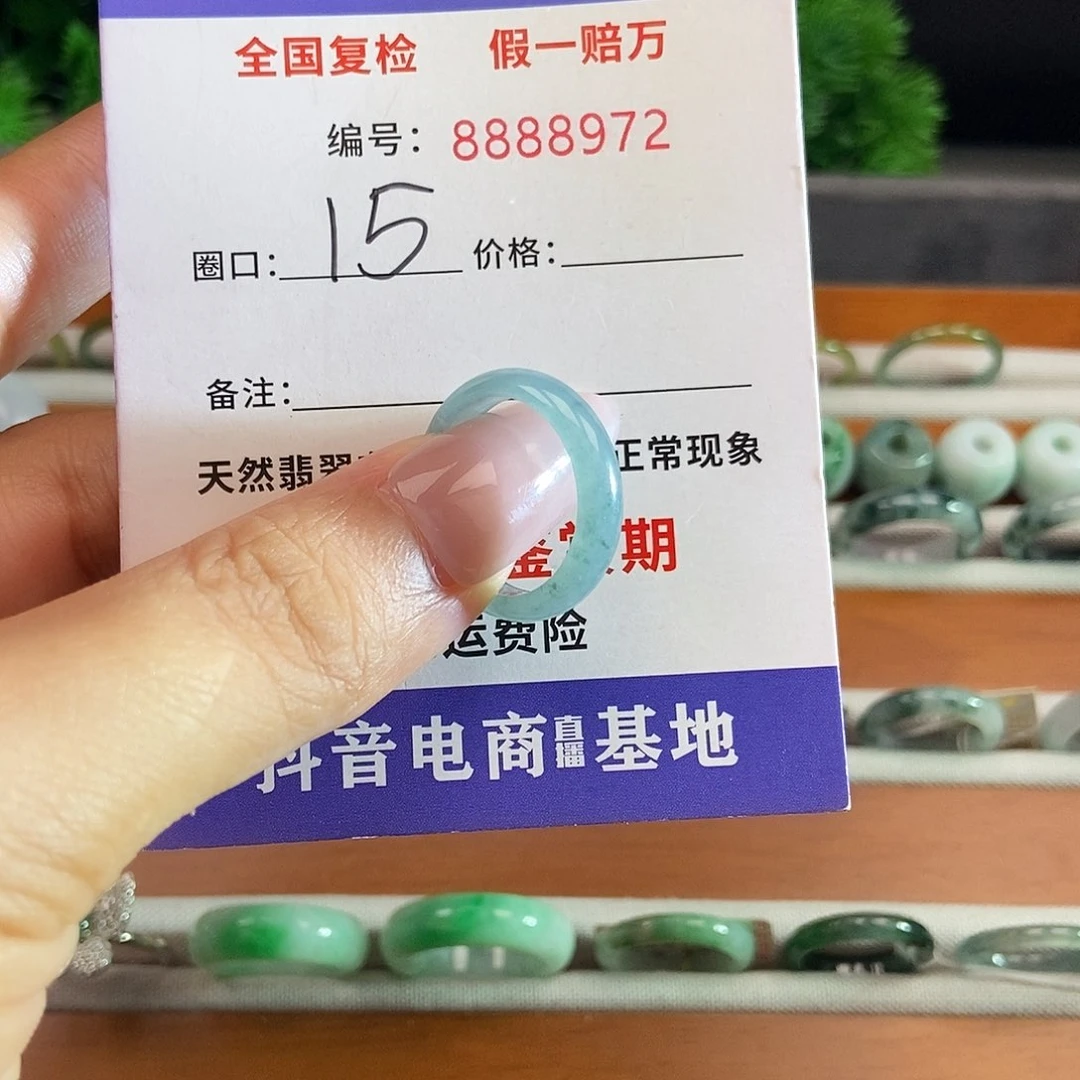 全国复检 假一赔万
编号：8888972
圈口：15 价格：
备注：
天然翡翠 正常现象
鉴 期
运费险
抖音电商直播基地